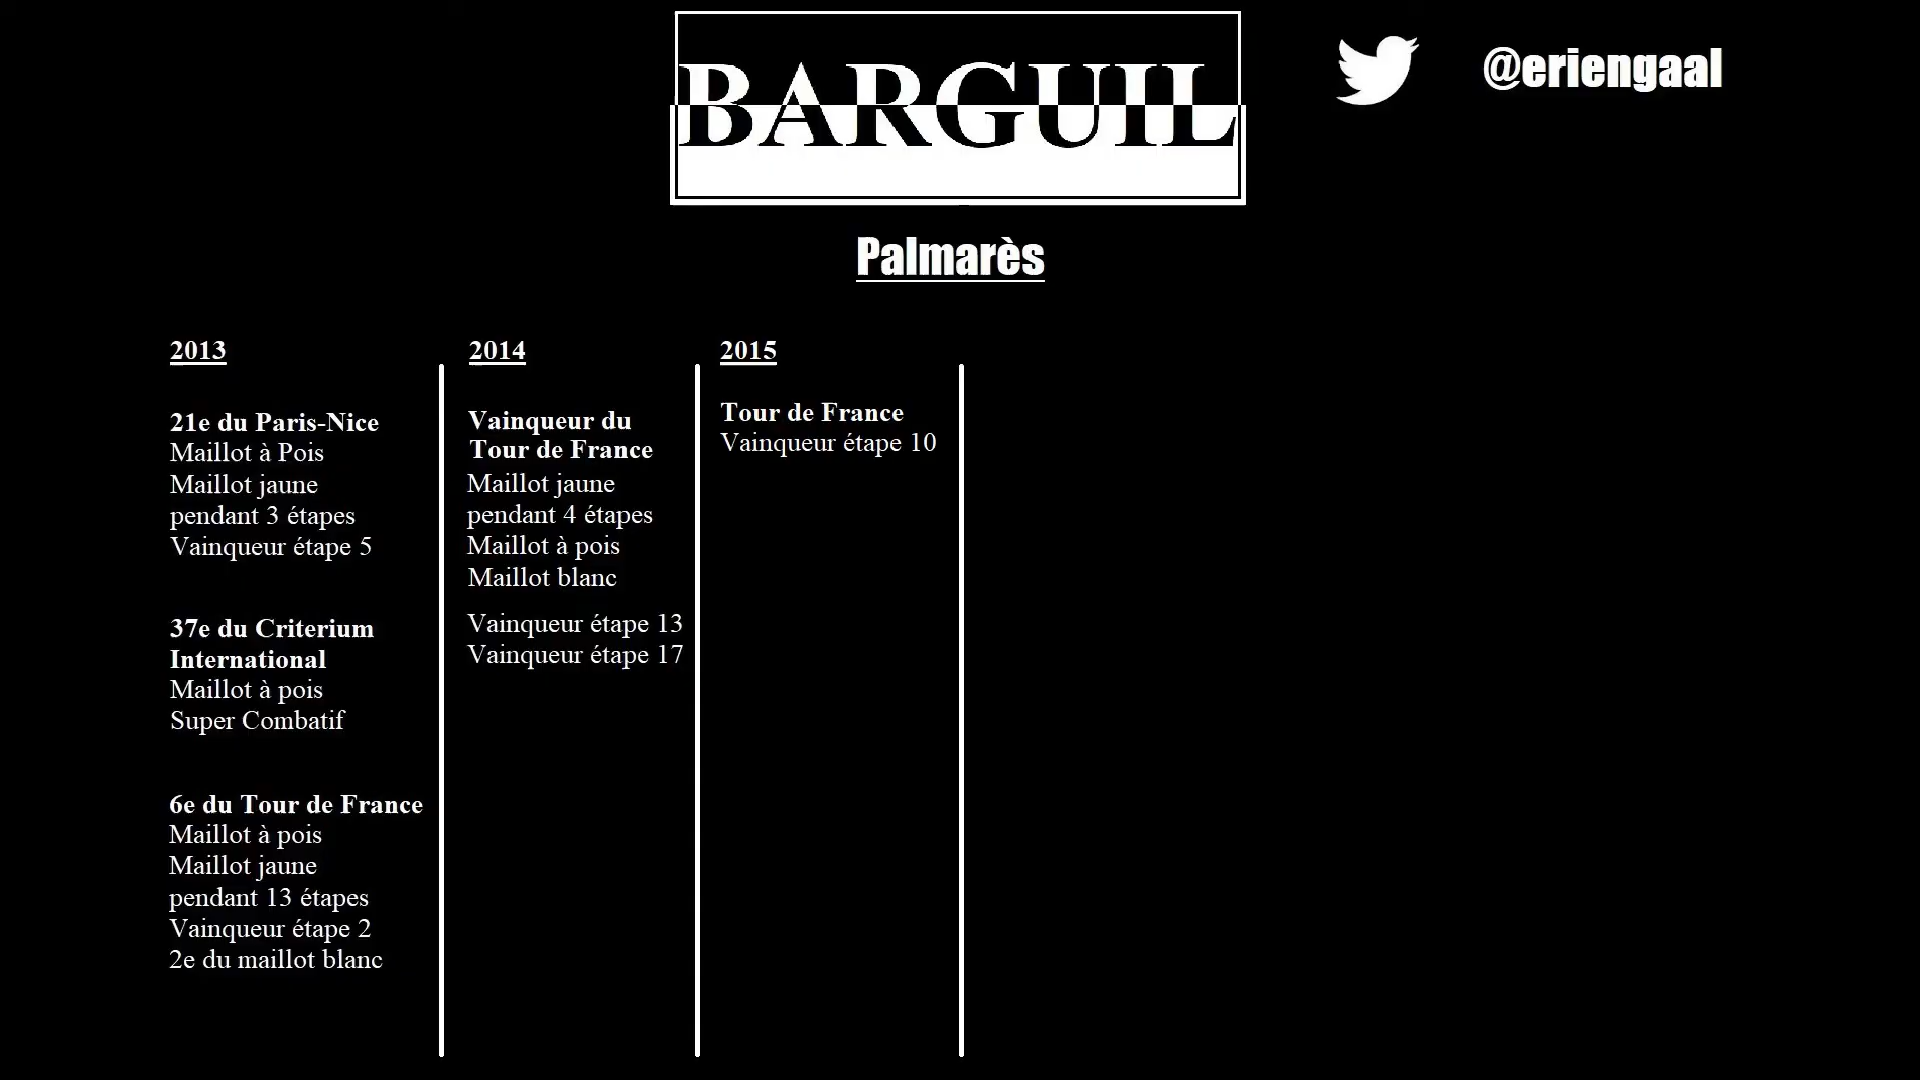 BARGUIL
@eriengaal
Palmarès
2013
21e du Paris-Nice
Maillot à Pois
Maillot jaune
pendant 3 étapes
Vainqueur étape 5
37e du Criterium
International
Maillot à pois
Super Combatif
6e du Tour de France
Maillot à pois
Maillot jaune
pendant 13 étapes
Vainqueur étape 2
2e du maillot blanc
2014
Vainqueur du
Tour de France
Maillot jaune
pendant 4 étapes
Maillot à pois
Maillot blanc
Vainqueur étape 13
Vainqueur étape 17
2015
Tour de France
Vainqueur étape 10